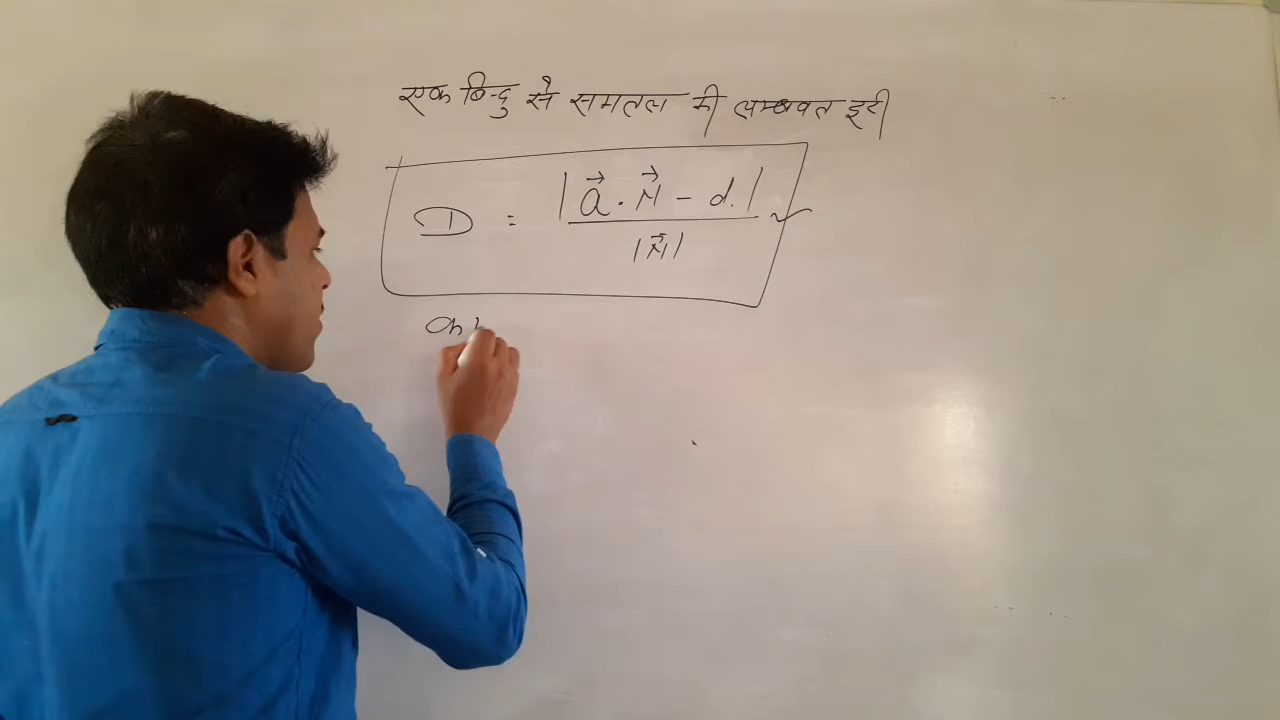 एक बिन्दु से समतल की लम्बवत दूरी
D = |a⃗ . n⃗ - d.| / |n⃗|